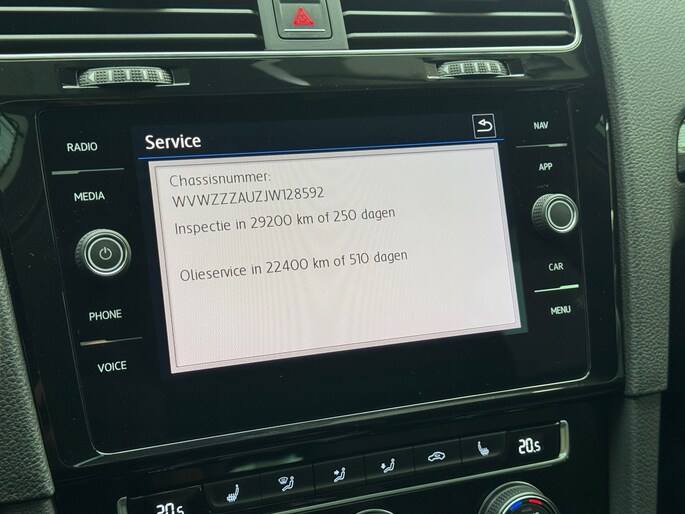 RADIO
MEDIA
PHONE
VOICE
Service
Chassisnummer:
WVWZZZAUZJW128592
Inspectie in 29200 km of 250 dagen
Olieservice in 22400 km of 510 dagen
NAV
APP
CAR
MENU
20.5
20.5